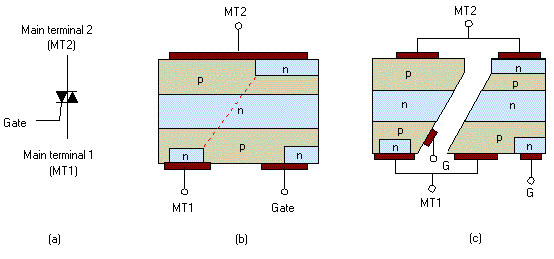 Main terminal 2
(MT2)
Gate
Main terminal 1
(MT1)
(a)
MT2
n
p
n
p
n
n
MT1
Gate
(b)
MT2
p
n
p
n
n
p
p
n
n
G
MT1
G
(c)